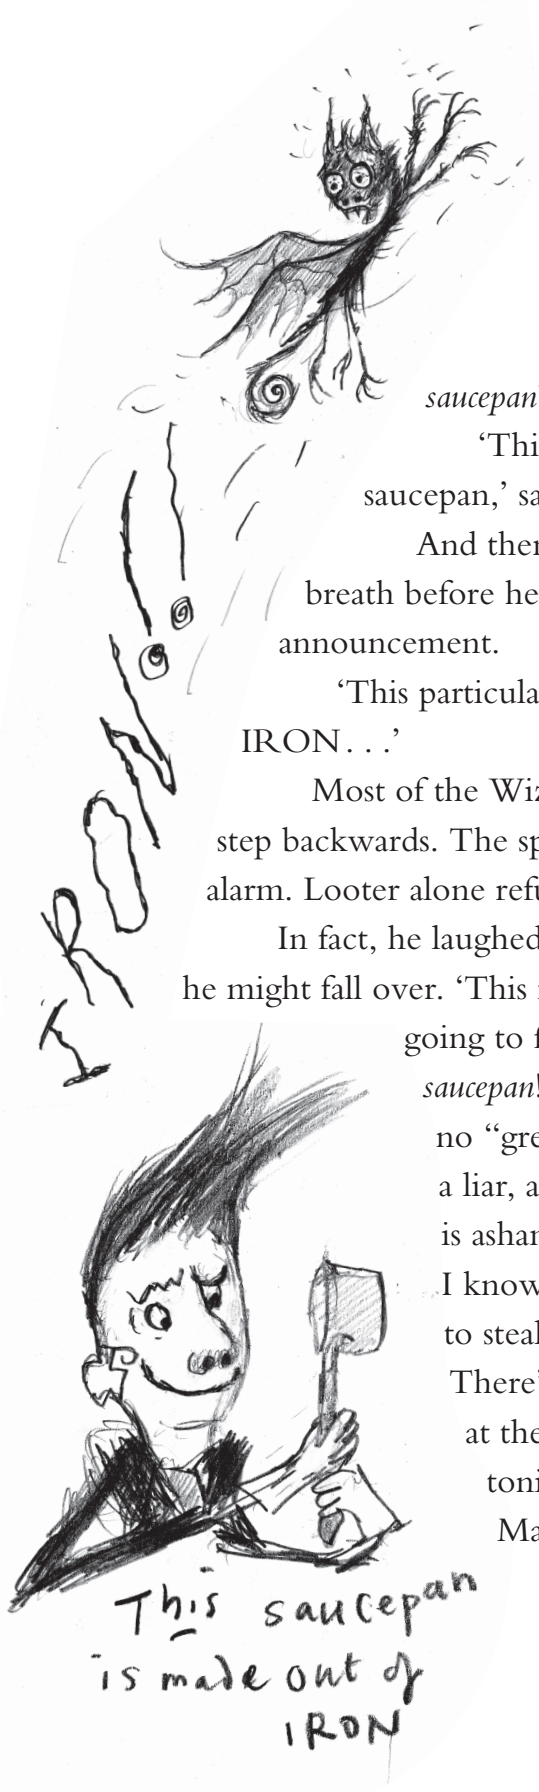 saucepan
‘Thi
saucepan,’ sa
And then
breath before he
announcement.
‘This particula
IRON . . .’
Most of the Wiz
step backwards. The sp
alarm. Looter alone refu
In fact, he laughed
he might fall over. ‘This
going to f
saucepan!
no “gre
a liar, a
is asham
I know
to steal
There’
at the
toni
Ma
IRON!!
This saucepan
is made out of
IRON